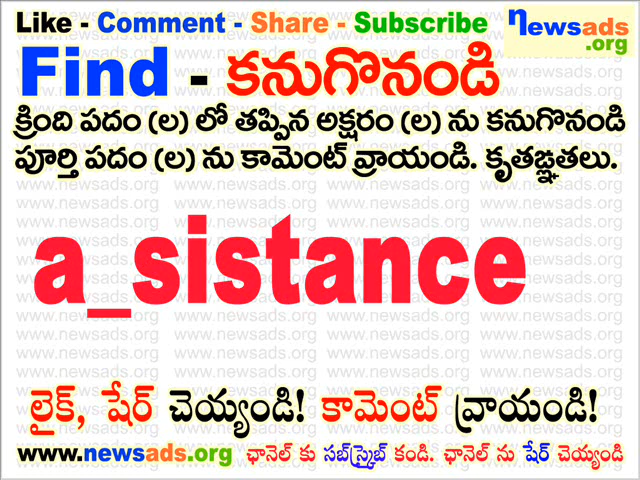 Like - Comment - Share - Subscribe
newsads
.org
Find - కనుగొనండి
క్రింది పదం (ల) లో తప్పిన అక్షరం (ల) ను కనుగొనండి
పూర్తి పదం (ల) ను కామెంట్ వ్రాయండి. కృతఙ్ఞతలు.
a_sistance
లైక్, షేర్ చెయ్యండి! కామెంట్ వ్రాయండి!
www.newsads.org ఛానెల్ కు సబ్‌స్క్రైబ్ కండి. ఛానెల్ ను షేర్ చెయ్యండి